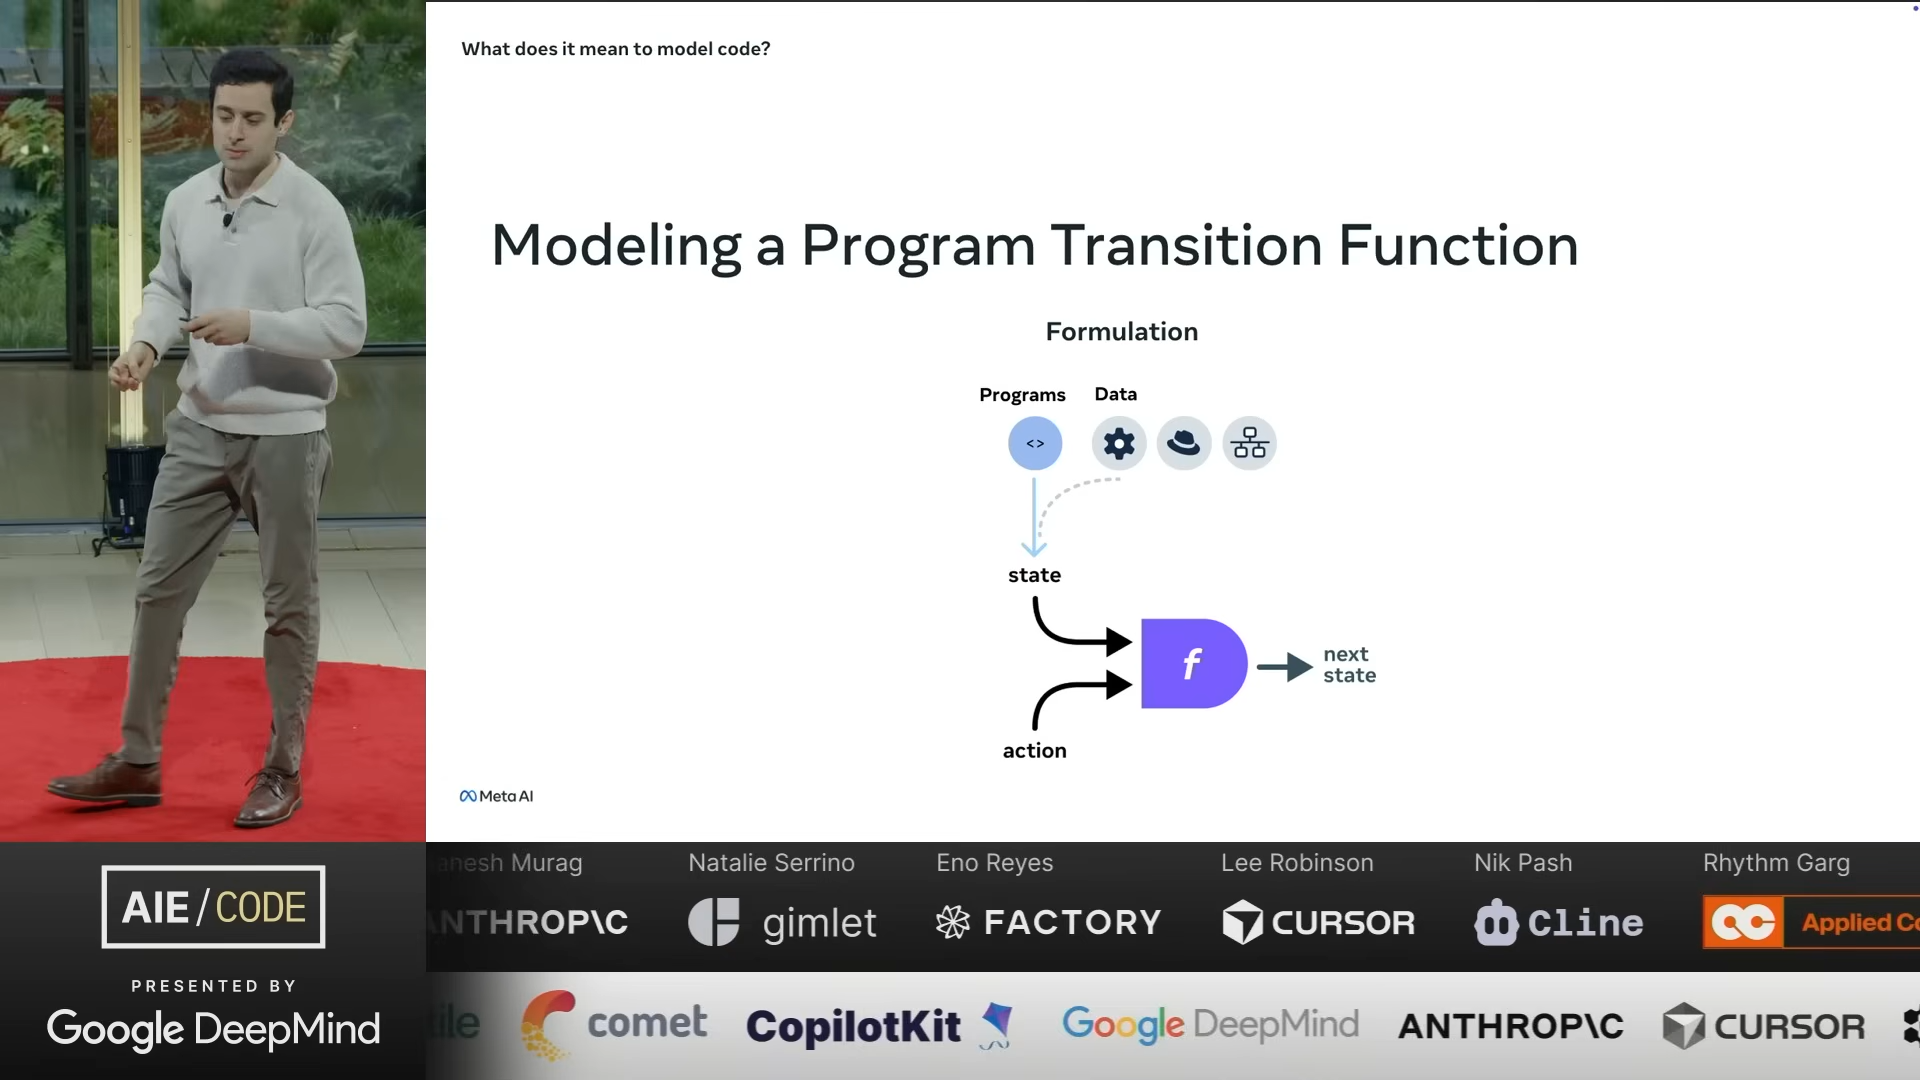 What does it mean to model code?
Modeling a Program Transition Function
Formulation
Programs Data
<>
state
f
next
state
action
Meta AI
anesh Murag
Natalie Serrino
Eno Reyes
Lee Robinson
Nik Pash
Rhythm Garg
ANTHROP\C
gimlet
FACTORY
CURSOR
Cline
Applied Co
AIE/CODE
PRESENTED BY
Google DeepMind
tile
comet
CopilotKit
Google DeepMind
ANTHROP\C
CURSOR